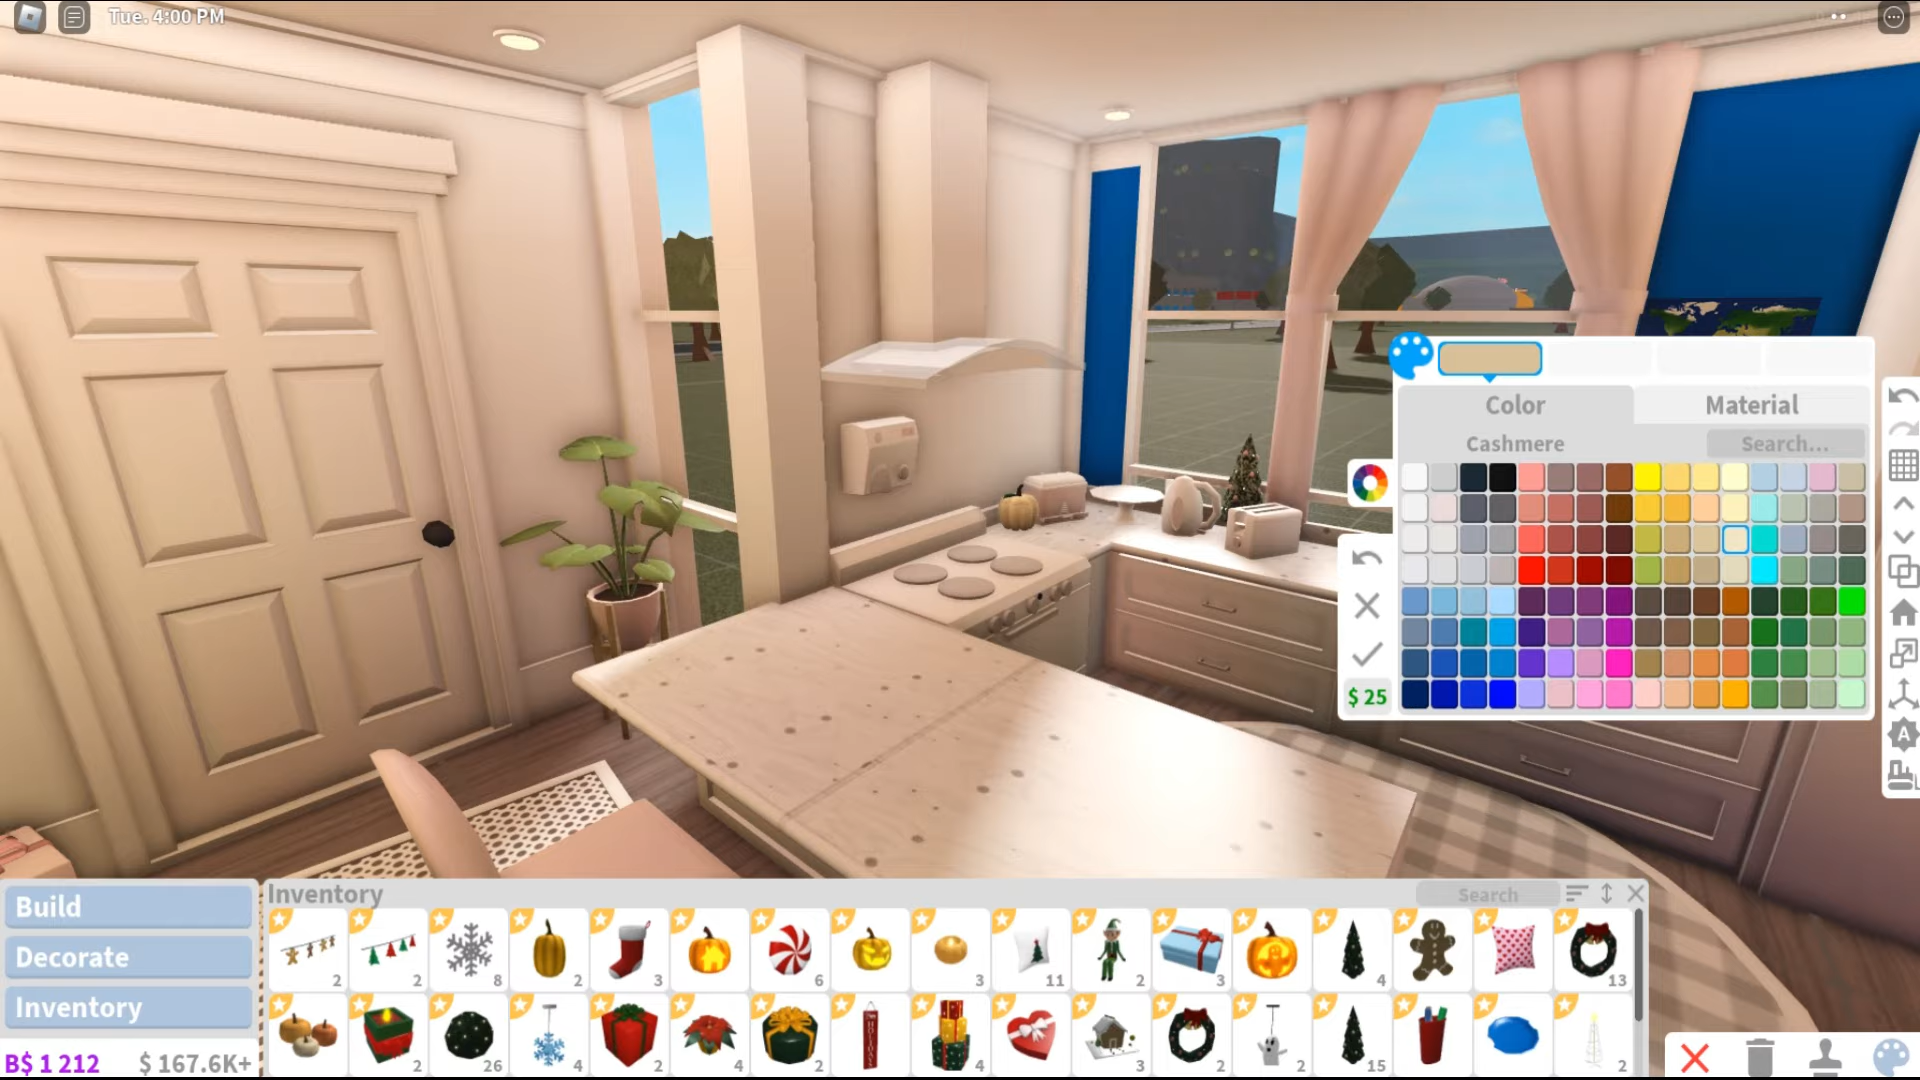 Tue. 4:00 PM
Color
Material
Cashmere
Search...
$ 25
A
Build
Decorate
Inventory
B$ 1 212
$ 167.6K+
Inventory
Search
2
2
8
2
3
6
3
11
2
3
4
13
2
26
4
2
4
2
4
3
2
2
15
2